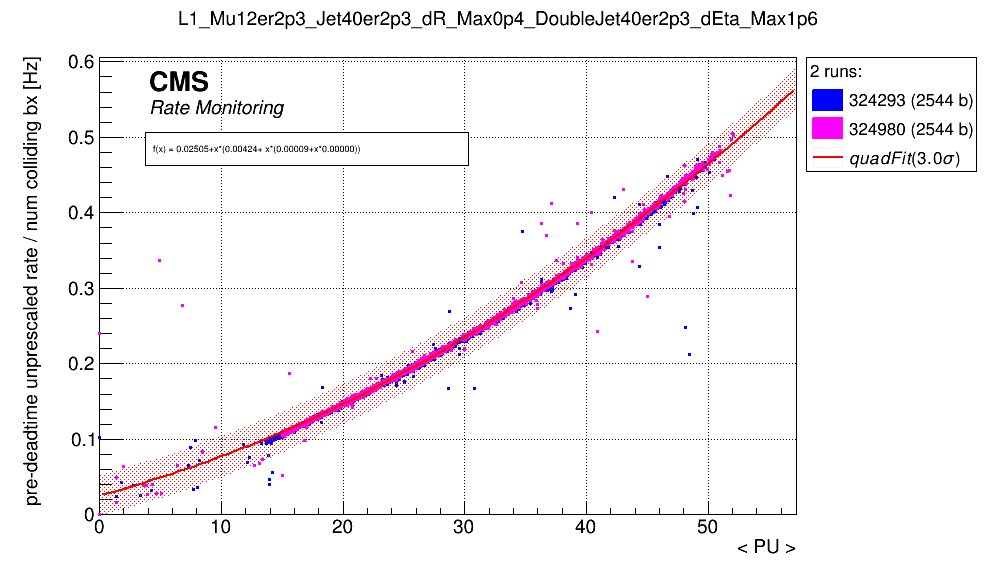 L1_Mu12er2p3_Jet40er2p3_dR_Max0p4_DoubleJet40er2p3_dEta_Max1p6
pre-deadtime unprescaled rate / num colliding bx [Hz]
CMS
Rate Monitoring
f(x) = 0.02505+x*(0.00424+ x*(0.00009+x*0.00000))
2 runs:
324293 (2544 b)
324980 (2544 b)
quadFit(3.0σ)
0.6
0.5
0.4
0.3
0.2
0.1
0
0 10 20 30 40 50
< PU >